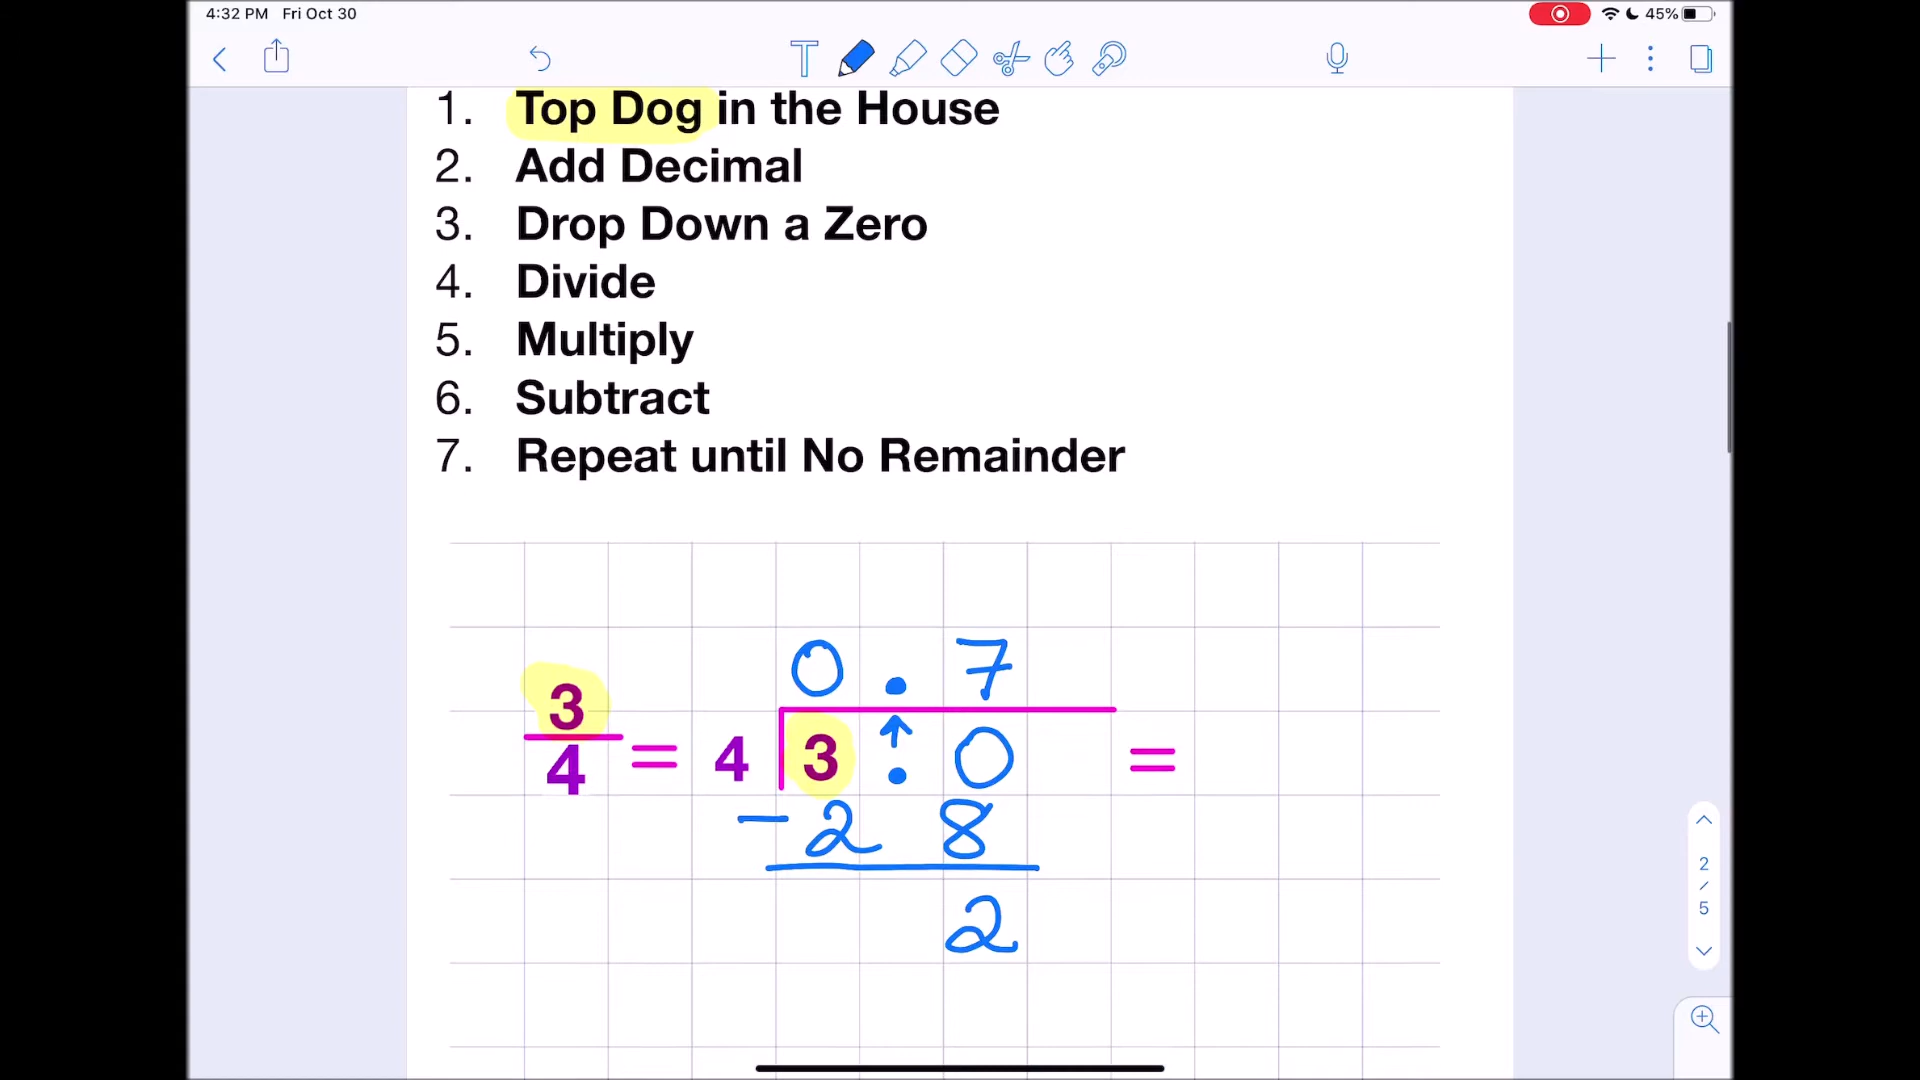 4:32 PM Fri Oct 30
45%
T
1. Top Dog in the House
2. Add Decimal
3. Drop Down a Zero
4. Divide
5. Multiply
6. Subtract
7. Repeat until No Remainder
0.7
3/4 = 4 3.0 =
-28
2
2/5